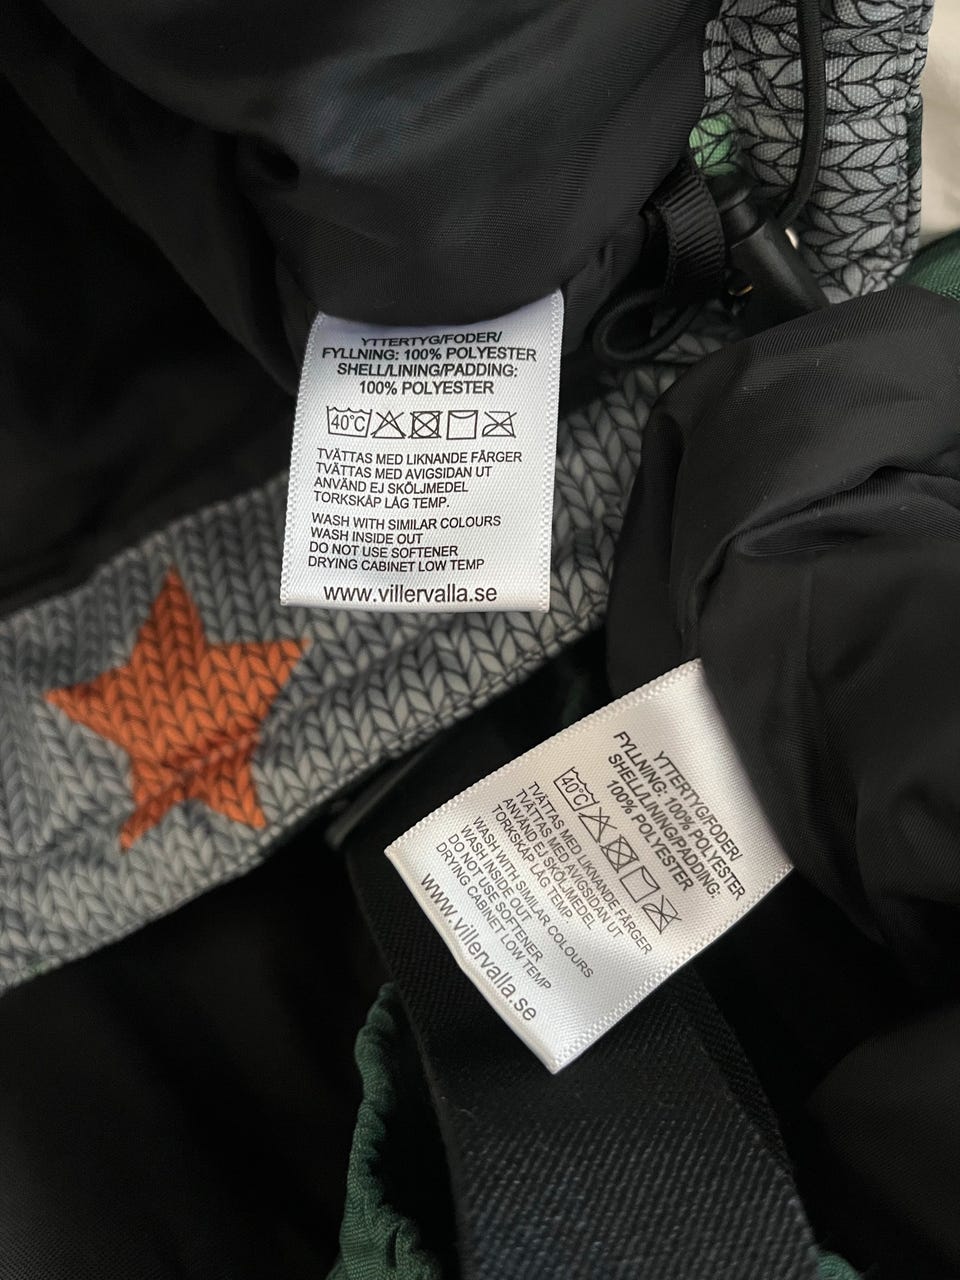 YTTERTYG/FODER/
FYLLNING: 100% POLYESTER
SHELL/LINING/PADDING:
100% POLYESTER
40°C
TVÄTTAS MED LIKNANDE FÄRGER
TVÄTTAS MED AVIGSIDAN UT
ANVÄND EJ SKÖLJMEDEL
TORKSKÅP LÅG TEMP.
WASH WITH SIMILAR COLOURS
WASH INSIDE OUT
DO NOT USE SOFTENER
DRYING CABINET LOW TEMP
www.villervalla.se
YTTERTYG/FODER/
FYLLNING: 100% POLYESTER
SHELL/LINING/PADDING:
100% POLYESTER
40°C
TVÄTTAS MED LIKNANDE FÄRGER
TVÄTTAS MED AVIGSIDAN UT
ANVÄND EJ SKÖLJMEDEL
TORKSKÅP LÅG TEMP.
WASH WITH SIMILAR COLOURS
WASH INSIDE OUT
DO NOT USE SOFTENER
DRYING CABINET LOW TEMP
www.villervalla.se